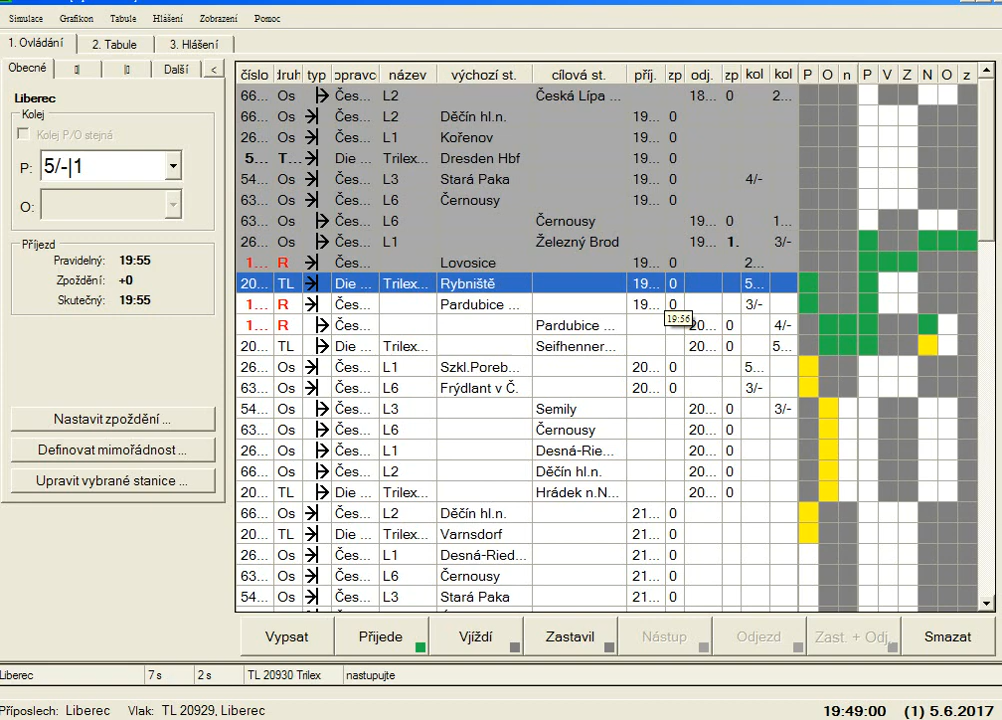 Simulace Grafikon Tabule Hlášení Zobrazení Pomoc
1. Ovládání 2. Tabule 3. Hlášení
Obecné Další <
Liberec
Kolej
Kolej P/O stejná
P: 5/-|1
O:
Příjezd
Pravidelný: 19:55
Zpoždění: +0
Skutečný: 19:55
Nastavit zpoždění ...
Definovat mimořádnost ...
Upravit vybrané stanice ...
číslo druh typ opravc název výchozí st. cílová st. příj. zp odj. zp kol kol P O n P V Z N O z
66... Os Čes... L2 Česká Lípa ... 18... 0 2...
66... Os Čes... L2 Děčín hl.n. 19... 0
26... Os Čes... L1 Kořenov 19... 0
5... T... Die ... Trilex... Dresden Hbf 19... 0
54... Os Čes... L3 Stará Paka 19... 0 4/-
63... Os Čes... L6 Černousy 19... 0
63... Os Čes... L6 Černousy 19... 0 1...
26... Os Čes... L1 Železný Brod 19... 1. 3/-
1... R Čes... Lovosice 19... 0 2...
20... TL Die ... Trilex... Rybniště 19... 0 5...
1... R Čes... Pardubice ... 19... 0 3/-
19:56
1... R Čes... Pardubice ... 20... 0 4/-
20... TL Die ... Trilex... Seifhenner... 20... 0 5...
26... Os Čes... L1 Szkl.Poreb... 20... 0 5...
63... Os Čes... L6 Frýdlant v Č. 20... 0 3/-
54... Os Čes... L3 Semily 20... 0 3/-
63... Os Čes... L6 Černousy 20... 0
26... Os Čes... L1 Desná-Rie... 20... 0
66... Os Čes... L2 Děčín hl.n. 20... 0
20... TL Die ... Trilex... Hrádek n.N... 20... 0
66... Os Čes... L2 Děčín hl.n. 21... 0
20... TL Die ... Trilex... Varnsdorf 21... 0
26... Os Čes... L1 Desná-Ried... 21... 0
63... Os Čes... L6 Černousy 21... 0
54... Os Čes... L3 Stará Paka 21... 0
Vypsat Přijede Vjíždí Zastavil Nástup Odjezd Zast. + Odj. Smazat
Liberec 7 s 2 s TL 20930 Trilex nastupujte
Příposlech: Liberec Vlak: TL 20929, Liberec 19:49:00 (1) 5.6.2017